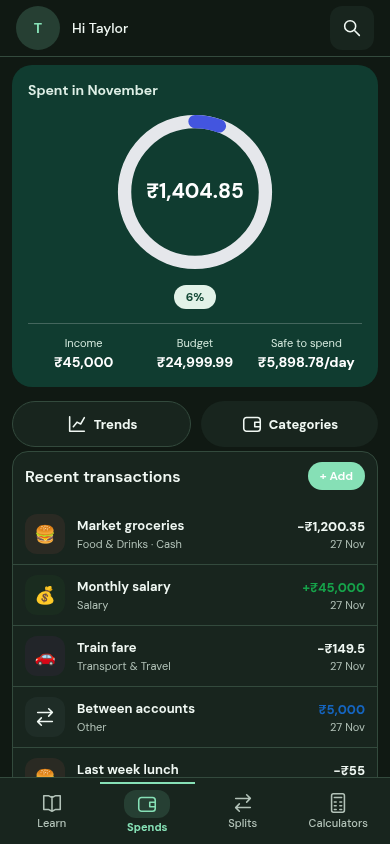 T
Hi Taylor
Spent in November
₹1,404.85
6%
Income
Budget
Safe to spend
₹45,000
₹24,999.99
₹5,898.78/day
Trends
Categories
Recent transactions
+ Add
Market groceries
-₹1,200.35
Food & Drinks · Cash
27 Nov
Monthly salary
+₹45,000
Salary
27 Nov
Train fare
-₹149.5
Transport & Travel
27 Nov
Between accounts
₹5,000
Other
27 Nov
Last week lunch
-₹55
Learn
Spends
Splits
Calculators